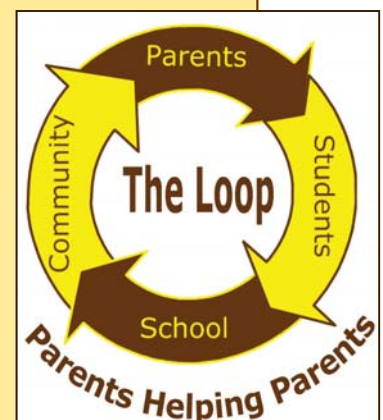 Parents
Students
School
Community
The Loop
Parents Helping Parents